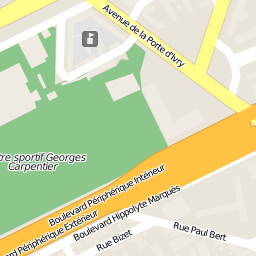 Avenue de la Porte d'Ivry
tre sportif Georges
Carpentier
Boulevard Périphérique Intérieur
ard Périphérique Extérieur
Boulevard Hippolyte Marquès
Rue Paul Bert
Rue Bizet